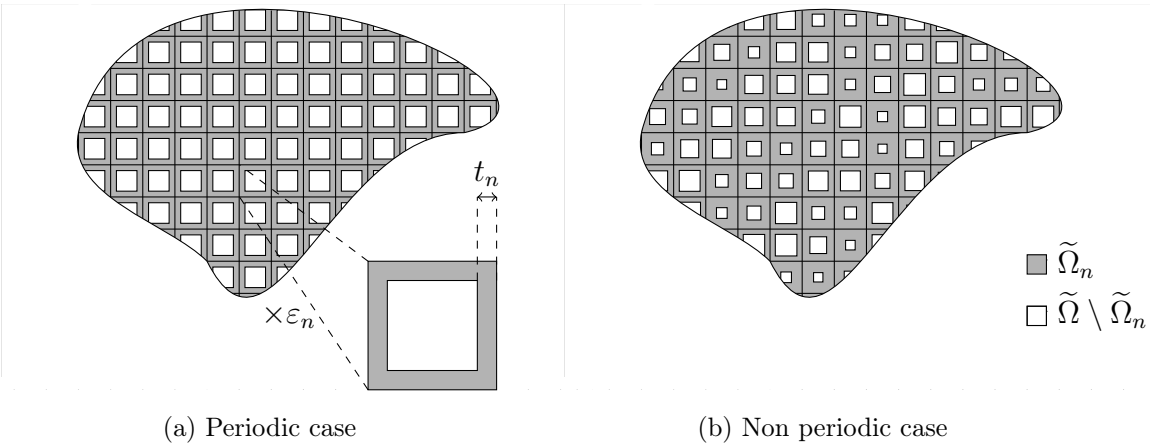 t_n
×ε_n
Ω̃_n
Ω̃ \ Ω̃_n
(a) Periodic case
(b) Non periodic case